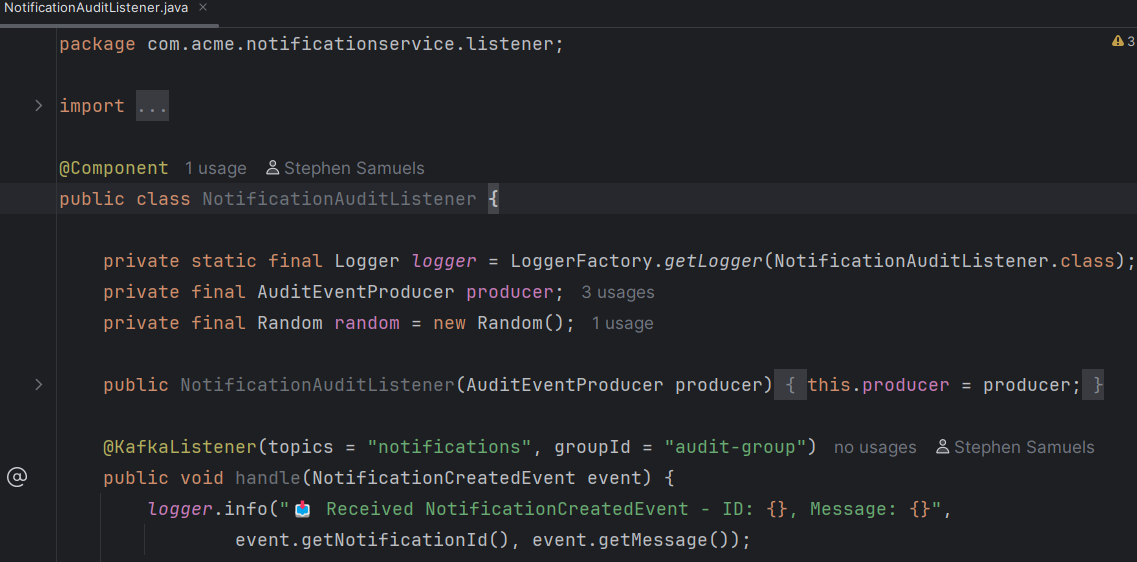 NotificationAuditListener.java
package com.acme.notificationservice.listener;
3
import ...
@Component 1 usage Stephen Samuels
public class NotificationAuditListener {
private static final Logger logger = LoggerFactory.getLogger(NotificationAuditListener.class);
private final AuditEventProducer producer; 3 usages
private final Random random = new Random(); 1 usage
public NotificationAuditListener(AuditEventProducer producer) { this.producer = producer; }
@KafkaListener(topics = "notifications", groupId = "audit-group") no usages Stephen Samuels
public void handle(NotificationCreatedEvent event) {
logger.info("📥 Received NotificationCreatedEvent - ID: {}, Message: {}",
event.getNotificationId(), event.getMessage());